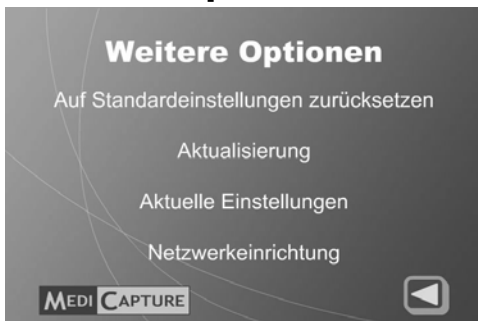 Weitere Optionen
Auf Standardeinstellungen zurücksetzen
Aktualisierung
Aktuelle Einstellungen
Netzwerkeinrichtung
MEDI CAPTURE